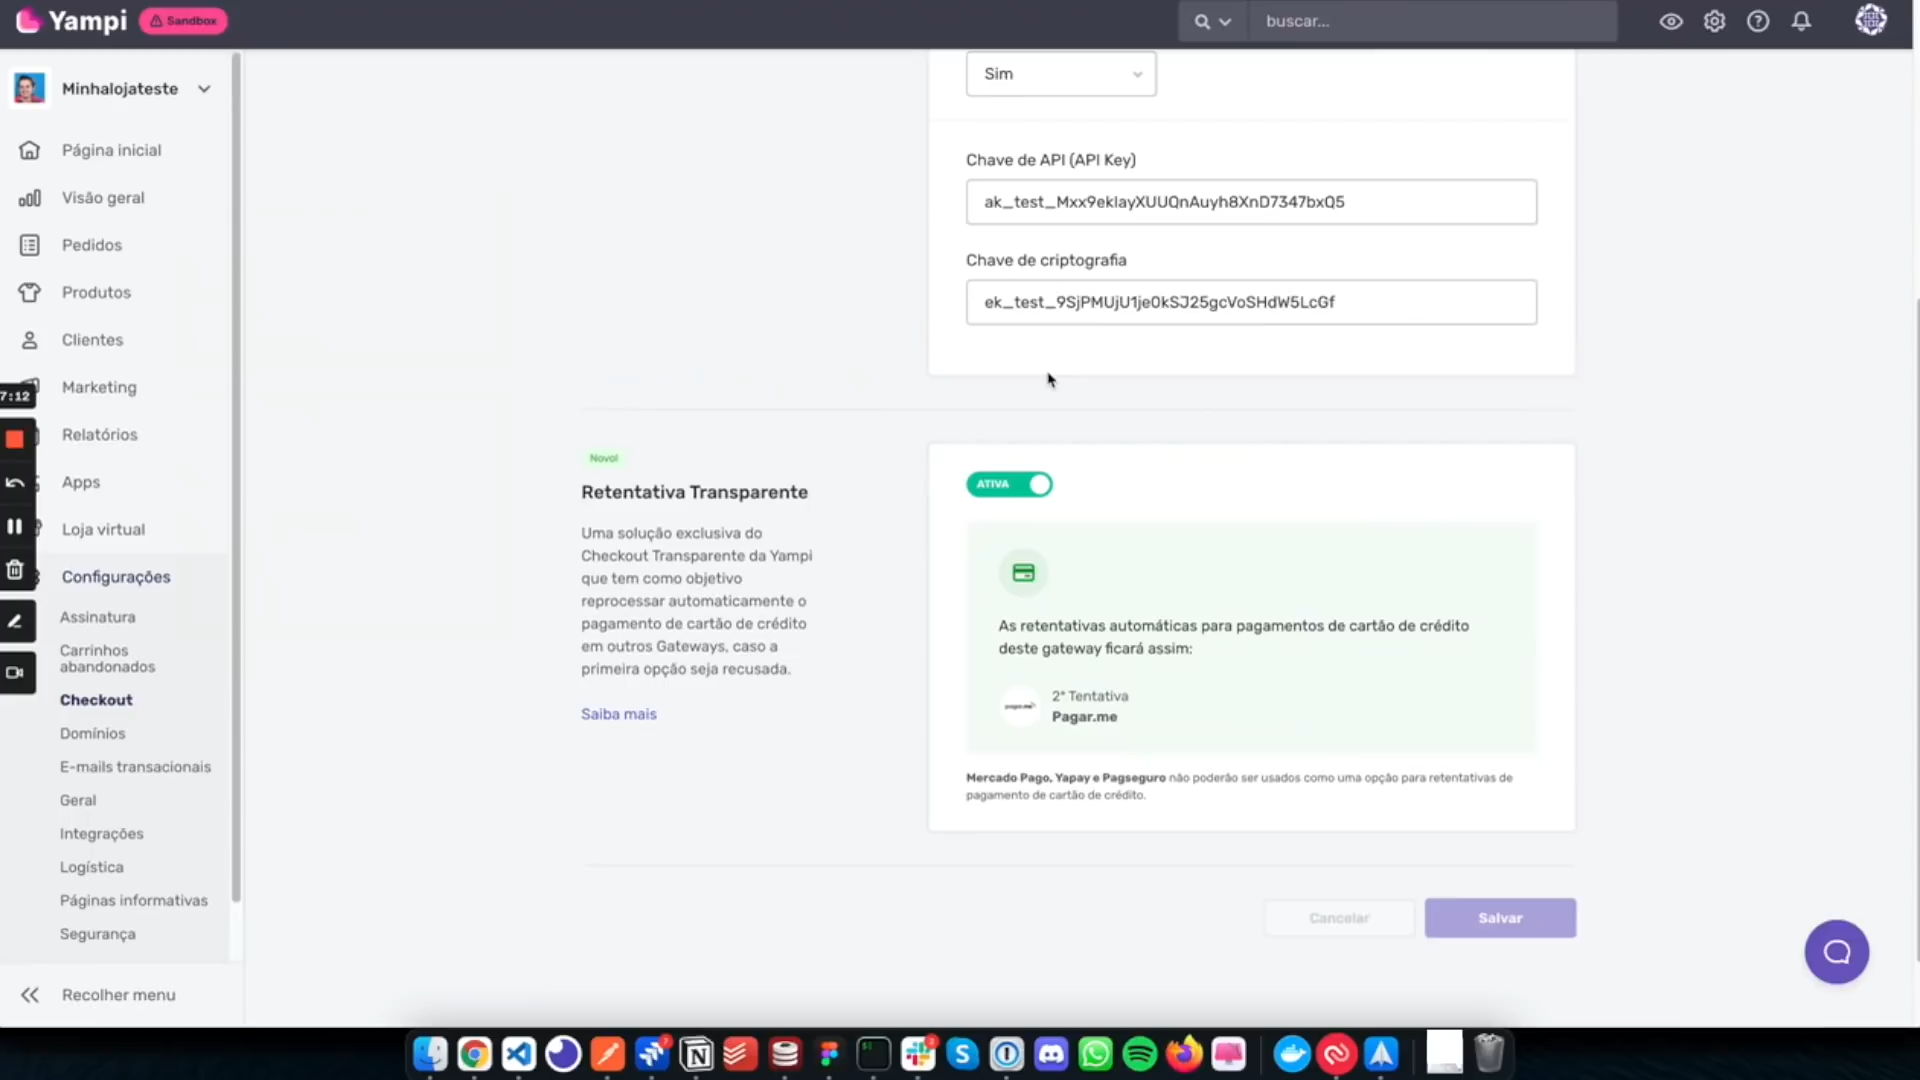 Yampi
Sandbox
buscar...
Minhalojateste
Página inicial
Visão geral
Pedidos
Produtos
Clientes
7:12
Marketing
Relatórios
Apps
Loja virtual
Configurações
Assinatura
Carrinhos
abandonados
Checkout
Domínios
E-mails transacionais
Geral
Integrações
Logística
Páginas informativas
Segurança
Recolher menu
Sim
Chave de API (API Key)
ak_test_Mxx9eklayXUUQnAuyh8XnD7347bxQ5
Chave de criptografia
ek_test_9SjPMUjU1je0kSJ25gcVoSHdW5LcGf
Novo!
Retentativa Transparente
Uma solução exclusiva do
Checkout Transparente da Yampi
que tem como objetivo
reprocessar automaticamente o
pagamento de cartão de crédito
em outros Gateways, caso a
primeira opção seja recusada.
Saiba mais
ATIVA
As retentativas automáticas para pagamentos de cartão de crédito
deste gateway ficará assim:
pagar.me
2ª Tentativa
Pagar.me
Mercado Pago, Yapay e Pagseguro não poderão ser usados como uma opção para retentativas de
pagamento de cartão de crédito.
Cancelar
Salvar